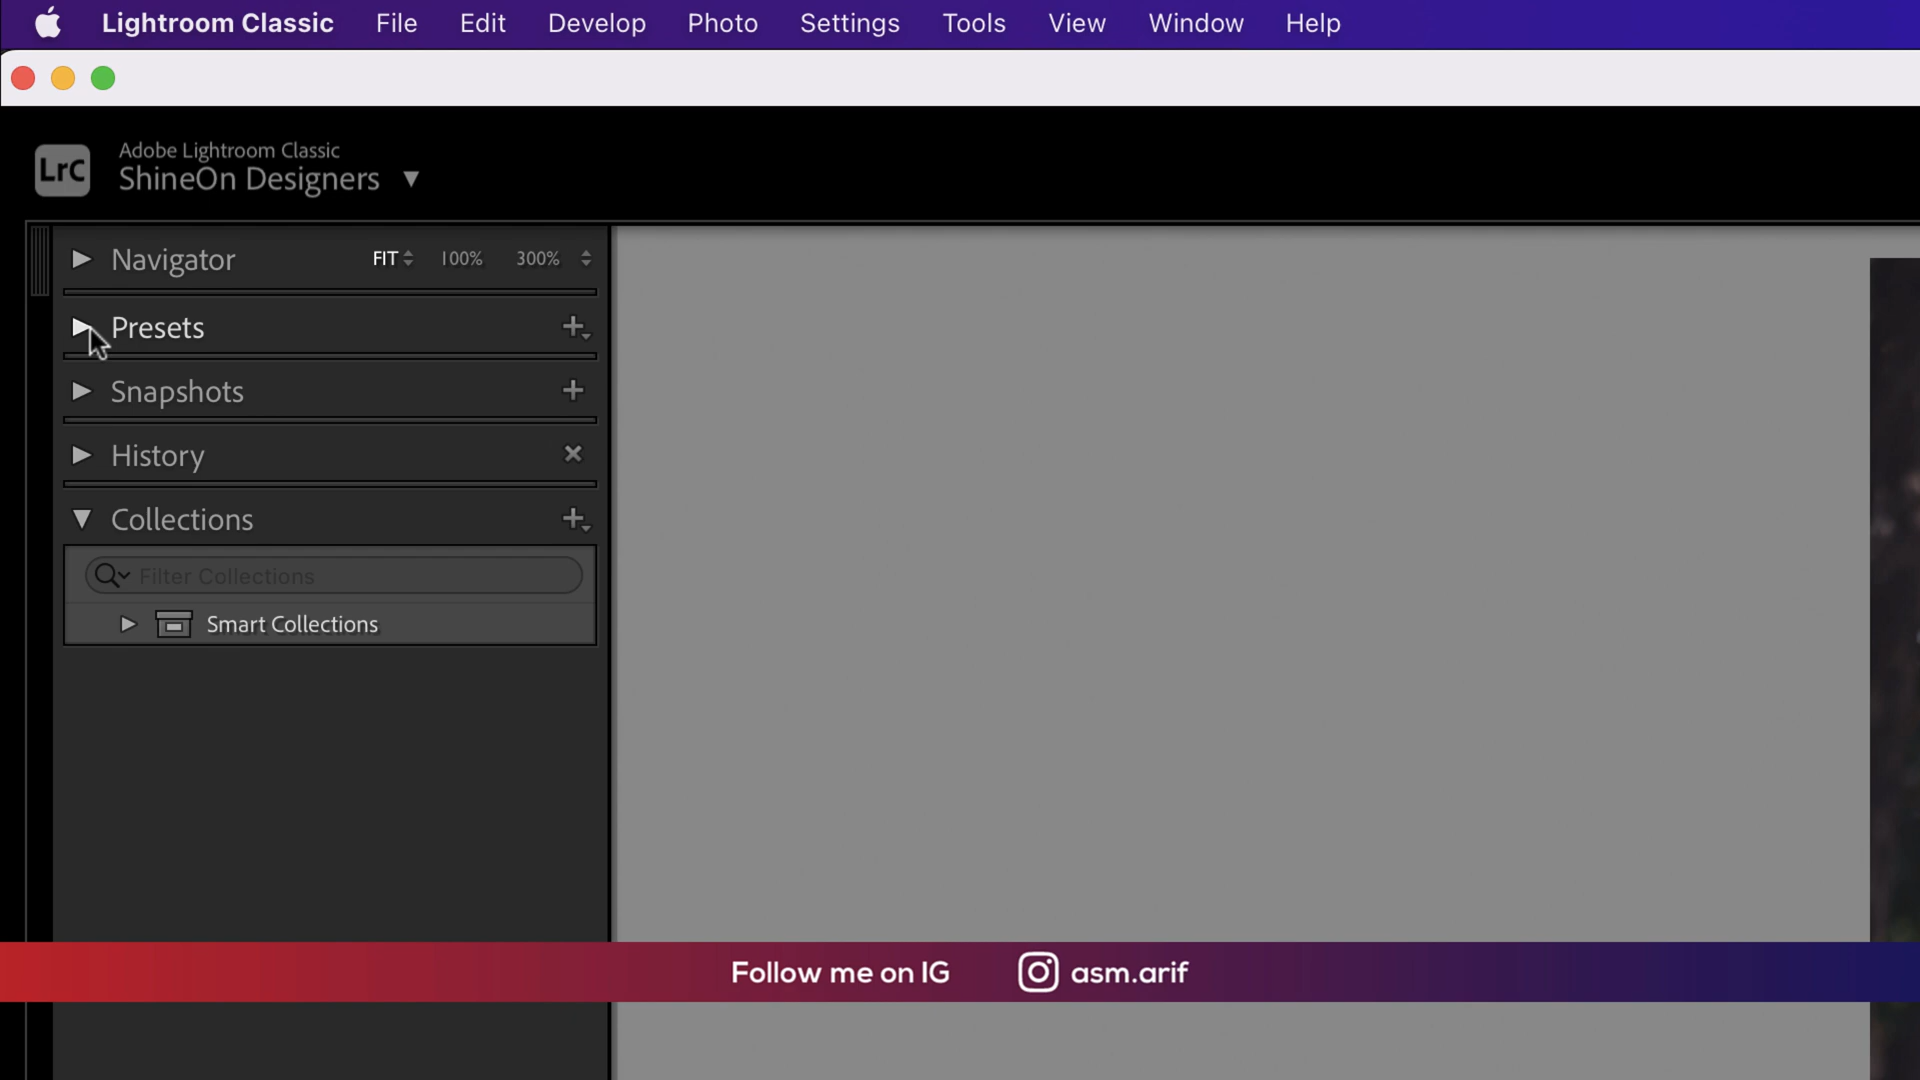 Lightroom Classic File Edit Develop Photo Settings Tools View Window Help
LrC
Adobe Lightroom Classic
ShineOn Designers
Navigator FIT 100% 300%
Presets
Snapshots
History
Collections
Filter Collections
Smart Collections
Follow me on IG asm.arif